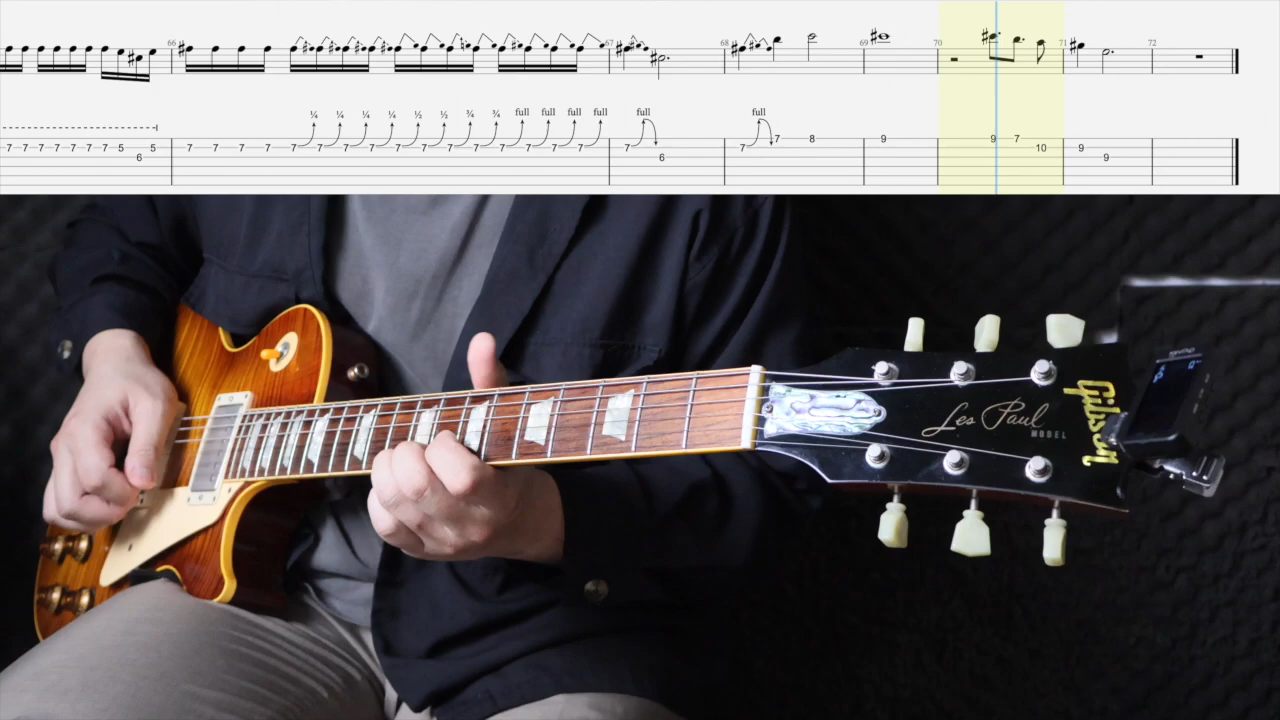 66 67 68 69 70 71 72
¼ ¼ ¼ ¼ ½ ½ ¾ ¾ full full full full full full
7 7 7 7 7 7 7 5 6 5 7 7 7 7 7 7 7 7 7 7 7 7 7 7 7 7 7 6 7 7 8 9 9 7 10 9 9
Les Paul
MODEL
Gibson